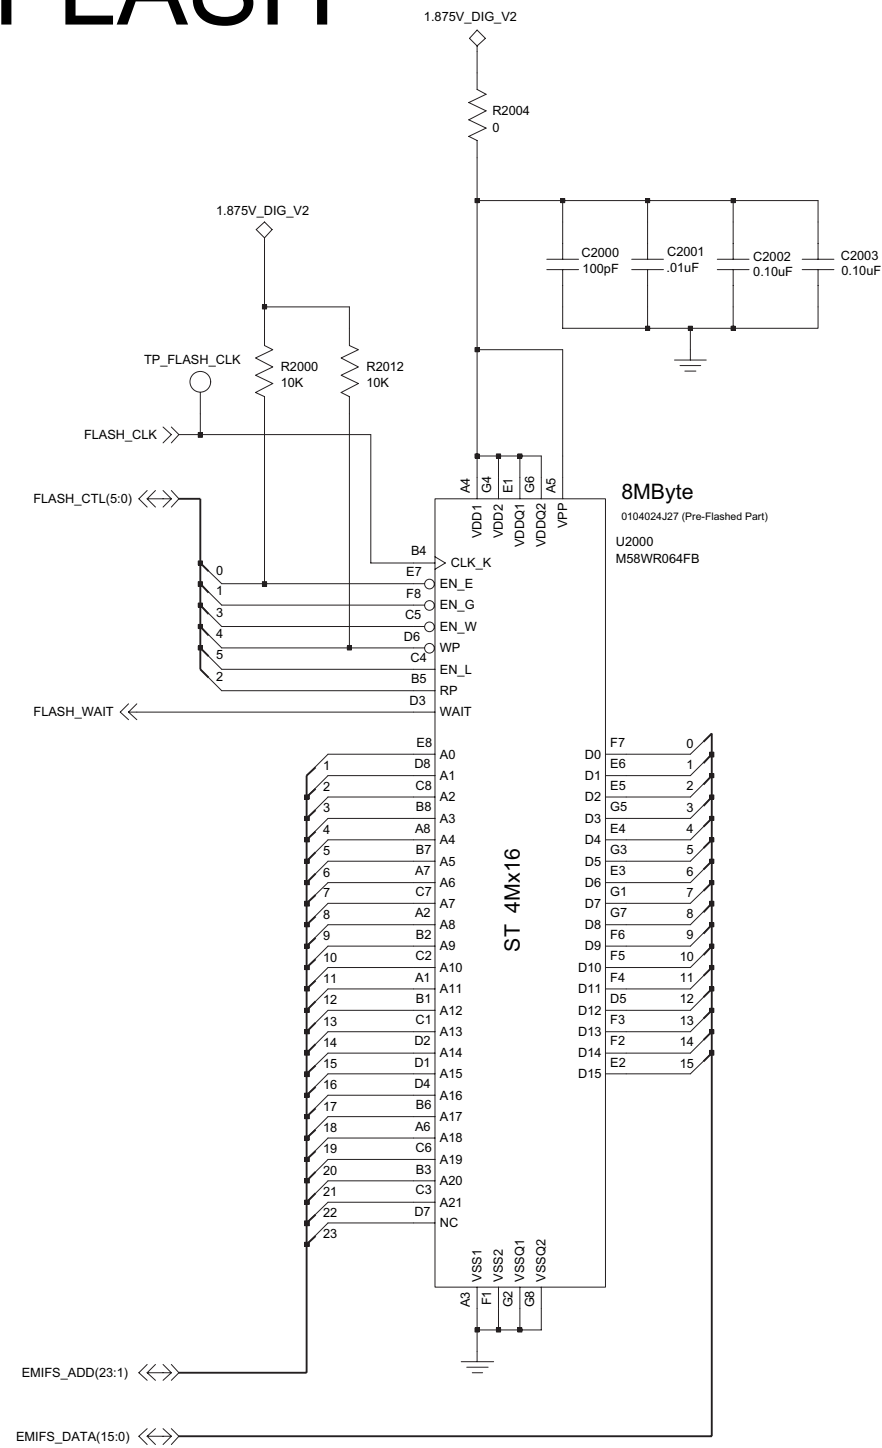 FLASH
1.875V_DIG_V2
R2004
0
1.875V_DIG_V2
C2000
100pF
C2001
.01uF
C2002
0.10uF
C2003
0.10uF
TP_FLASH_CLK
R2000
10K
R2012
10K
FLASH_CLK
FLASH_CTL(5:0)
A4
G4
E1
G6
A5
VDD1
VDD2
VDDQ1
VDDQ2
VPP
8MByte
0104024J27 (Pre-Flashed Part)
U2000
M58WR064FB
B4 CLK_K
0 E7 EN_E
1 F8 EN_G
3 C5 EN_W
4 D6 WP
5 C4 EN_L
2 B5 RP
FLASH_WAIT D3 WAIT
1 E8 A0
2 D8 A1
3 C8 A2
4 B8 A3
5 A8 A4
6 B7 A5
7 A7 A6
8 C7 A7
9 A2 A8
10 B2 A9
11 C2 A10
12 A1 A11
13 B1 A12
14 C1 A13
15 D2 A14
16 D1 A15
17 D4 A16
18 B6 A17
19 A6 A18
20 C6 A19
21 B3 A20
22 C3 A21
23 D7 NC
ST 4Mx16
D0 F7 0
D1 E6 1
D2 E5 2
D3 G5 3
D4 E4 4
D5 G3 5
D6 E3 6
D7 G1 7
D8 G7 8
D9 F6 9
D10 F5 10
D11 F4 11
D12 D5 12
D13 F3 13
D14 F2 14
D15 E2 15
VSS1
VSS2
VSSQ1
VSSQ2
A3
F1
G2
G8
EMIFS_ADD(23:1)
EMIFS_DATA(15:0)